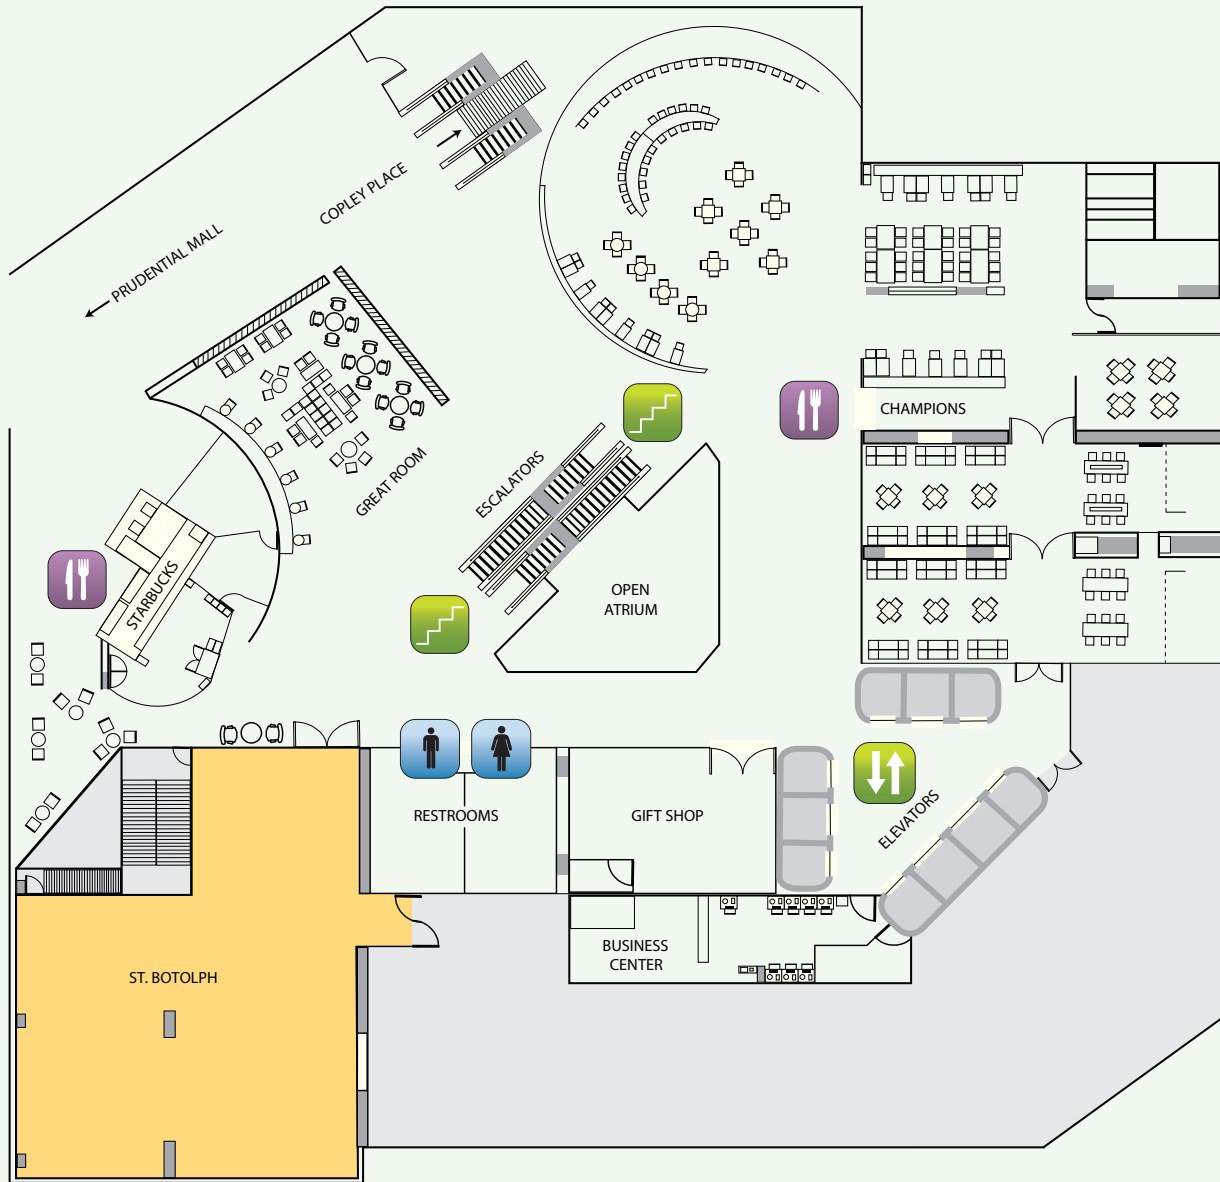 COPLEY PLACE
PRUDENTIAL MALL
CHAMPIONS
GREAT ROOM
ESCALATORS
STARBUCKS
OPEN
ATRIUM
RESTROOMS
GIFT SHOP
ELEVATORS
BUSINESS
CENTER
ST. BOTOLPH